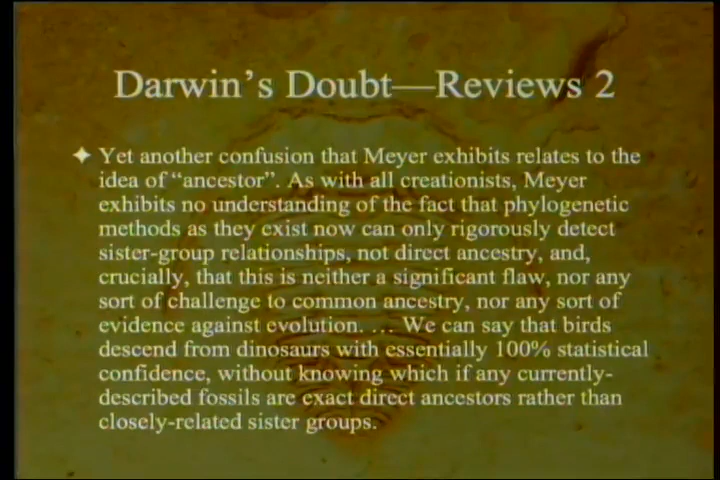 Darwin's Doubt—Reviews 2
Yet another confusion that Meyer exhibits relates to the
idea of “ancestor”. As with all creationists, Meyer
exhibits no understanding of the fact that phylogenetic
methods as they exist now can only rigorously detect
sister-group relationships, not direct ancestry, and,
crucially, that this is neither a significant flaw, nor any
sort of challenge to common ancestry, nor any sort of
evidence against evolution. … We can say that birds
descend from dinosaurs with essentially 100% statistical
confidence, without knowing which if any currently-
described fossils are exact direct ancestors rather than
closely-related sister groups.